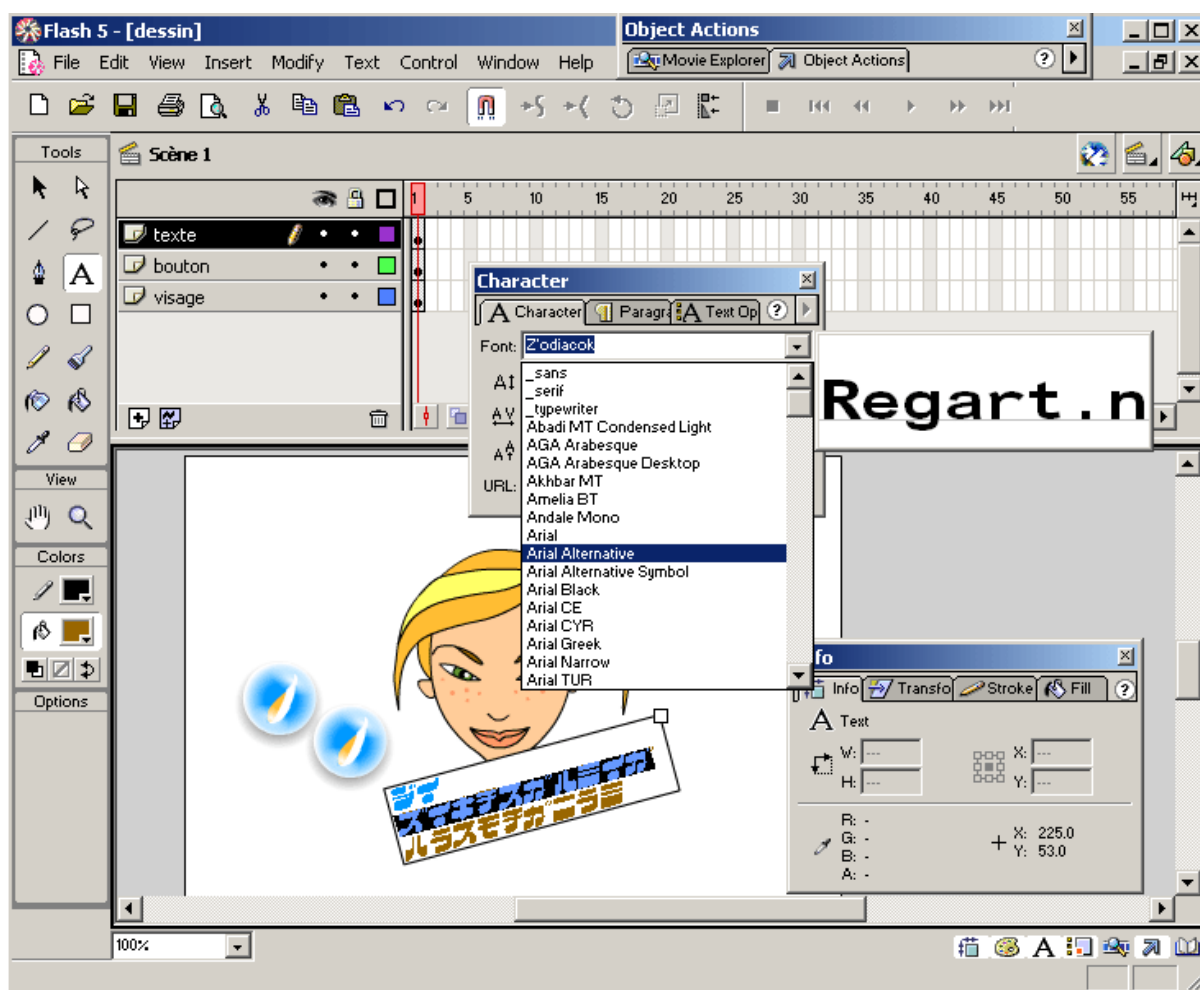 Flash 5 - [dessin]
Object Actions
File Edit View Insert Modify Text Control Window Help
Movie Explorer Object Actions
?
Tools
Scène 1
1 5 10 15 20 25 30 35 40 45 50 55
texte
bouton
visage
A
Character
A Character Paragra A Text Op ?
Font: Z'odiacok
_sans
_serif
_typewriter
Abadi MT Condensed Light
AGA Arabesque
AGA Arabesque Desktop
Akhbar MT
Amelia BT
Andale Mono
Arial
Arial Alternative
Arial Alternative Symbol
Arial Black
Arial CE
Arial CYR
Arial Greek
Arial Narrow
Arial TUR
URL:
Regart.n
View
Colors
Options
fo
Info Transfo Stroke Fill ?
A Text
W: --- X: ---
H: --- Y: ---
R: -
G: -
B: -
A: -
+ X: 225.0
Y: 53.0
100%